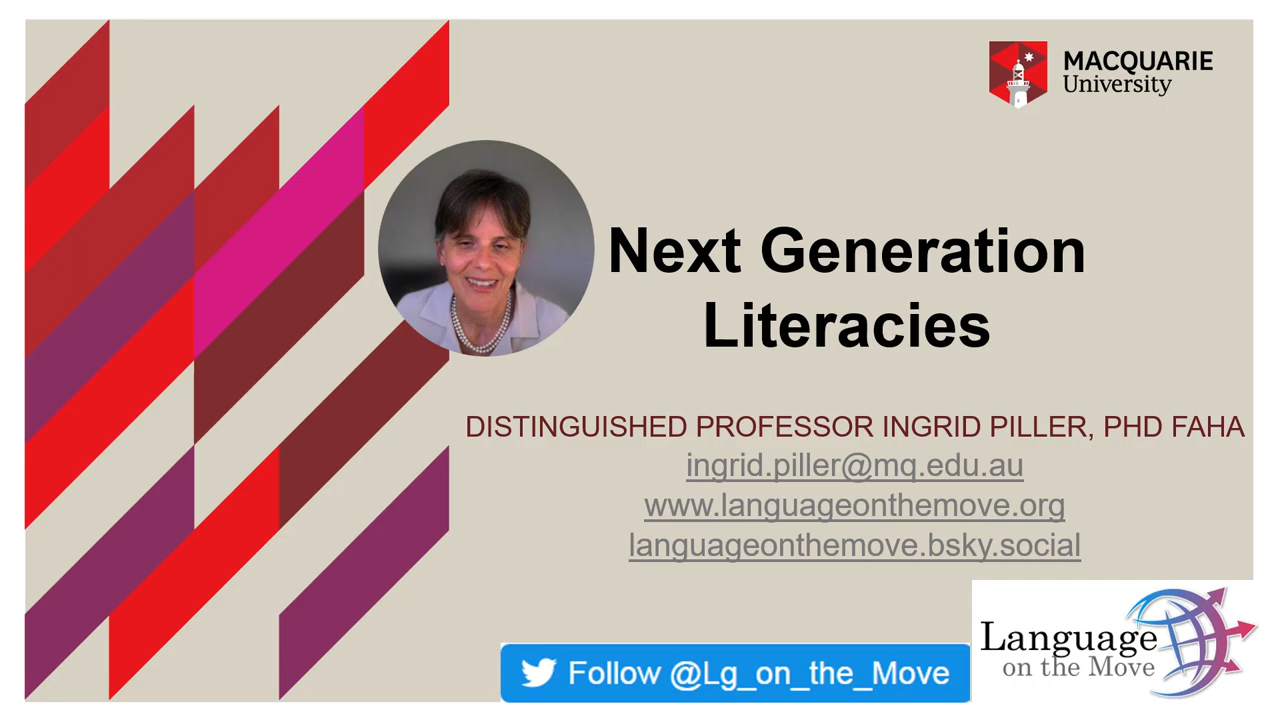 MACQUARIE
University
Next Generation
Literacies
DISTINGUISHED PROFESSOR INGRID PILLER, PHD FAHA
ingrid.piller@mq.edu.au
www.languageonthemove.org
languageonthemove.bsky.social
Follow @Lg_on_the_Move
Language
on the Move